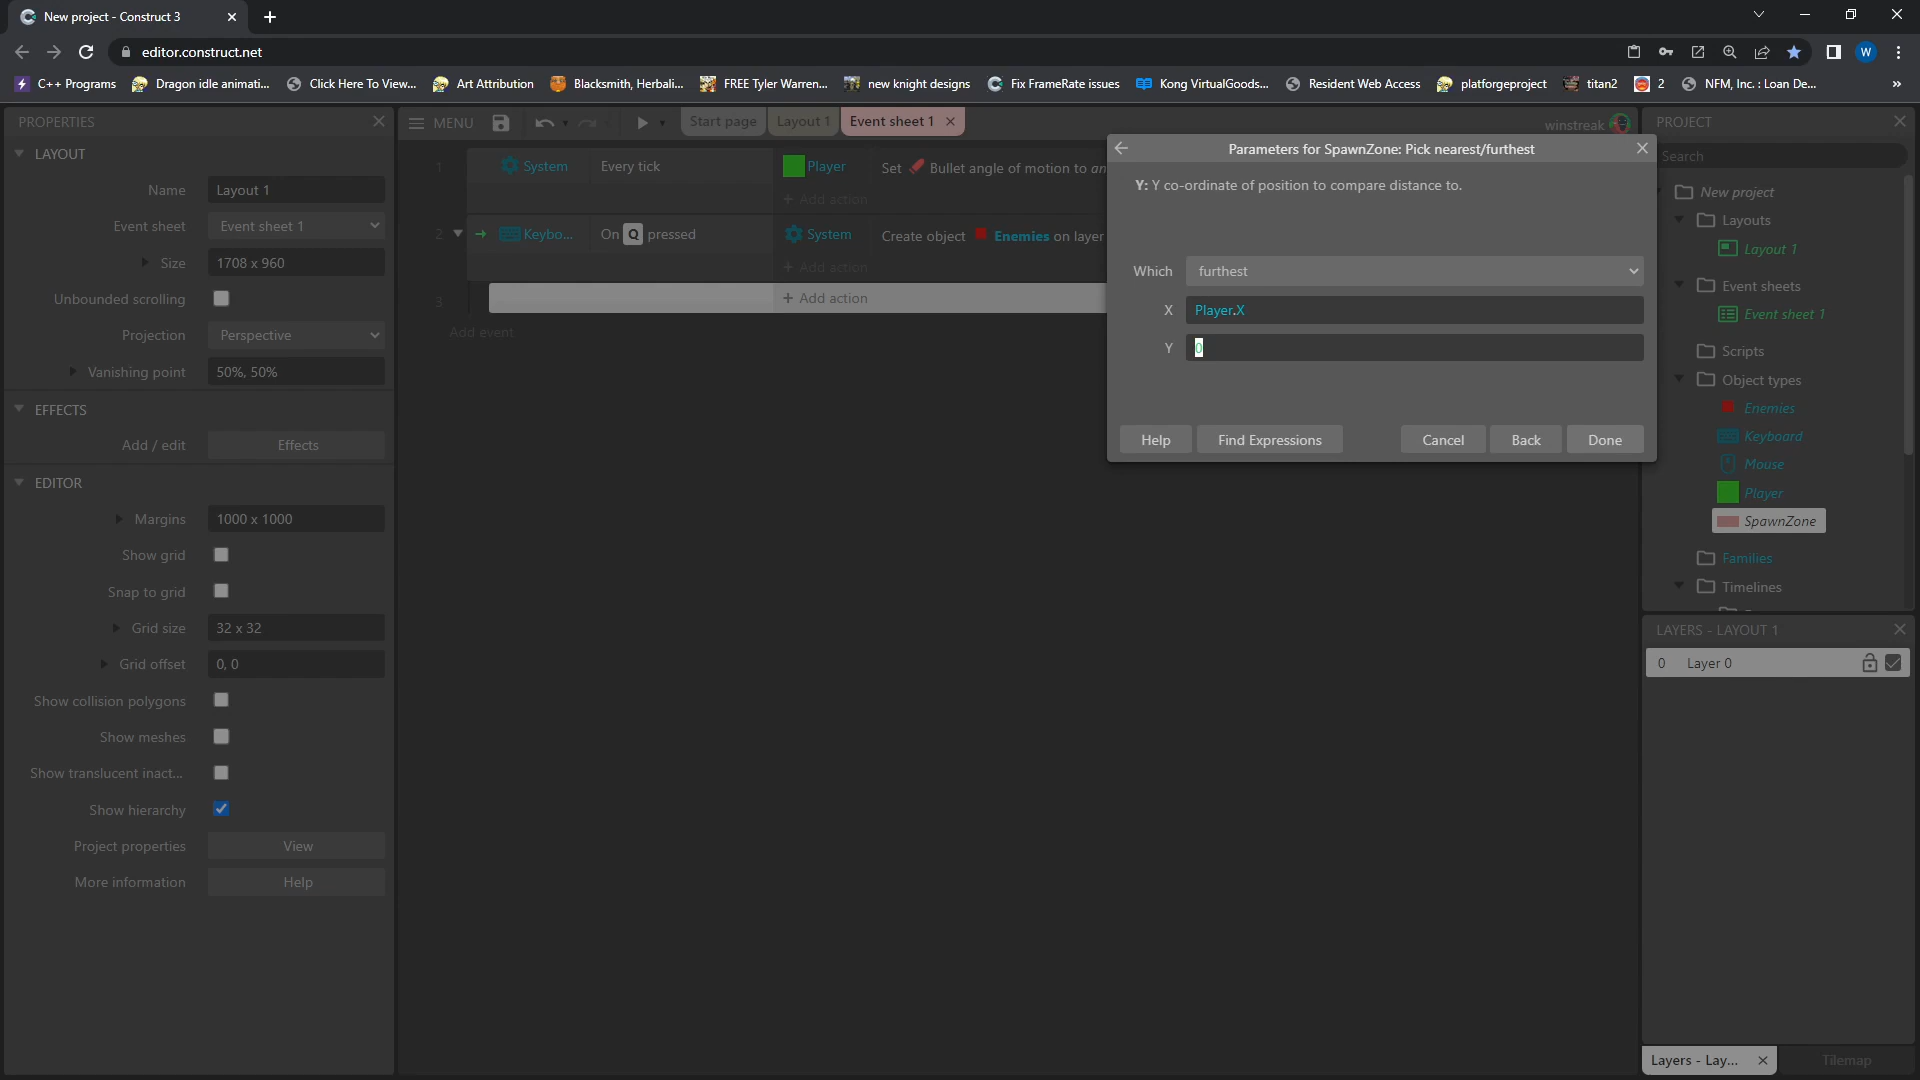 New project - Construct 3
editor.construct.net
C++ Programs
Dragon idle animati...
Click Here To View...
Art Attribution
Blacksmith, Herbali...
FREE Tyler Warren...
new knight designs
Fix FrameRate issues
Kong VirtualGoods...
Resident Web Access
platforgeproject
titan2
2
NFM, Inc. : Loan De...
»
W
PROPERTIES
LAYOUT
Name Layout 1
Event sheet Event sheet 1
Size 1708 x 960
Unbounded scrolling
Projection Perspective
Vanishing point 50%, 50%
EFFECTS
Add / edit Effects
EDITOR
Margins 1000 x 1000
Show grid
Snap to grid
Grid size 32 x 32
Grid offset 0, 0
Show collision polygons
Show meshes
Show translucent inact...
Show hierarchy
Project properties View
More information Help
MENU
Start page
Layout 1
Event sheet 1
winstreak
1 System Every tick Player Set Bullet angle of motion to an
+ Add action
2 Keybo... On Q pressed System Create object Enemies on layer
+ Add action
3 + Add action
Add event
Parameters for SpawnZone: Pick nearest/furthest
Y: Y co-ordinate of position to compare distance to.
Which furthest
X Player.X
Y 0
Help
Find Expressions
Cancel
Back
Done
PROJECT
Search
New project
Layouts
Layout 1
Event sheets
Event sheet 1
Scripts
Object types
Enemies
Keyboard
Mouse
Player
SpawnZone
Families
Timelines
LAYERS - LAYOUT 1
0 Layer 0
Layers - Lay...
Tilemap